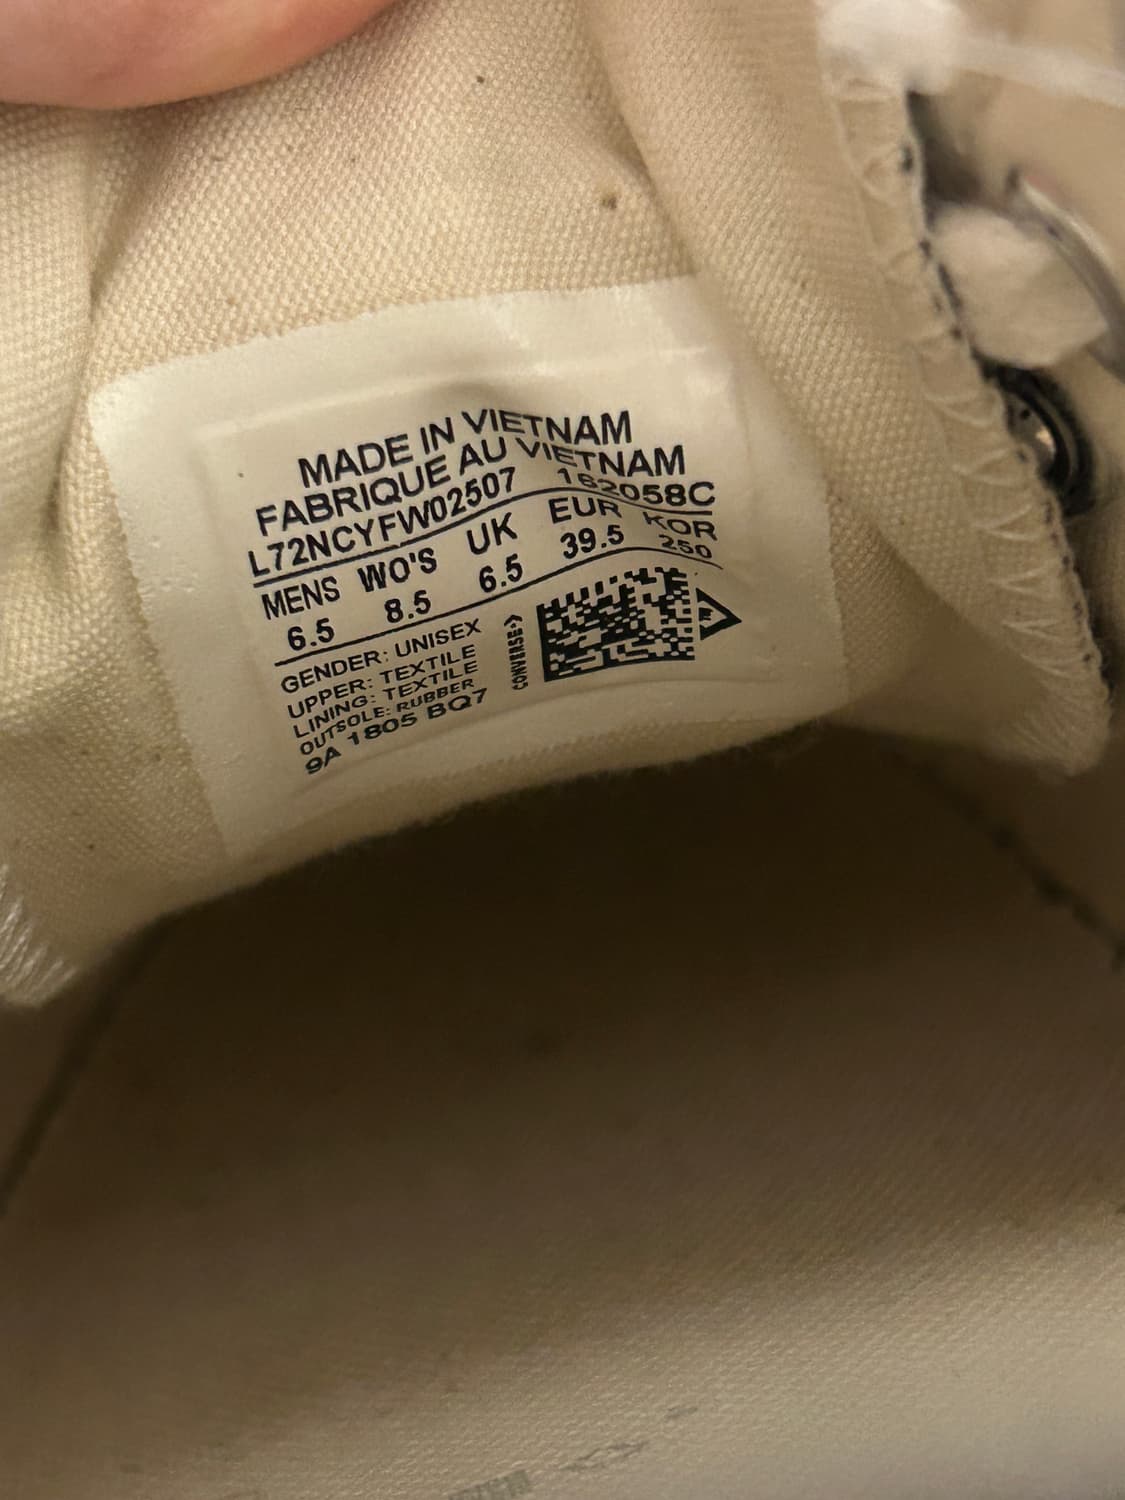 MADE IN VIETNAM
FABRIQUE AU VIETNAM
L72NCYFW02507 162058C
MENS WO'S UK EUR KOR
6.5 8.5 6.5 39.5 250
GENDER: UNISEX
UPPER: TEXTILE
LINING: TEXTILE
OUTSOLE: RUBBER
9A 1805 BQ7
CONVERSE